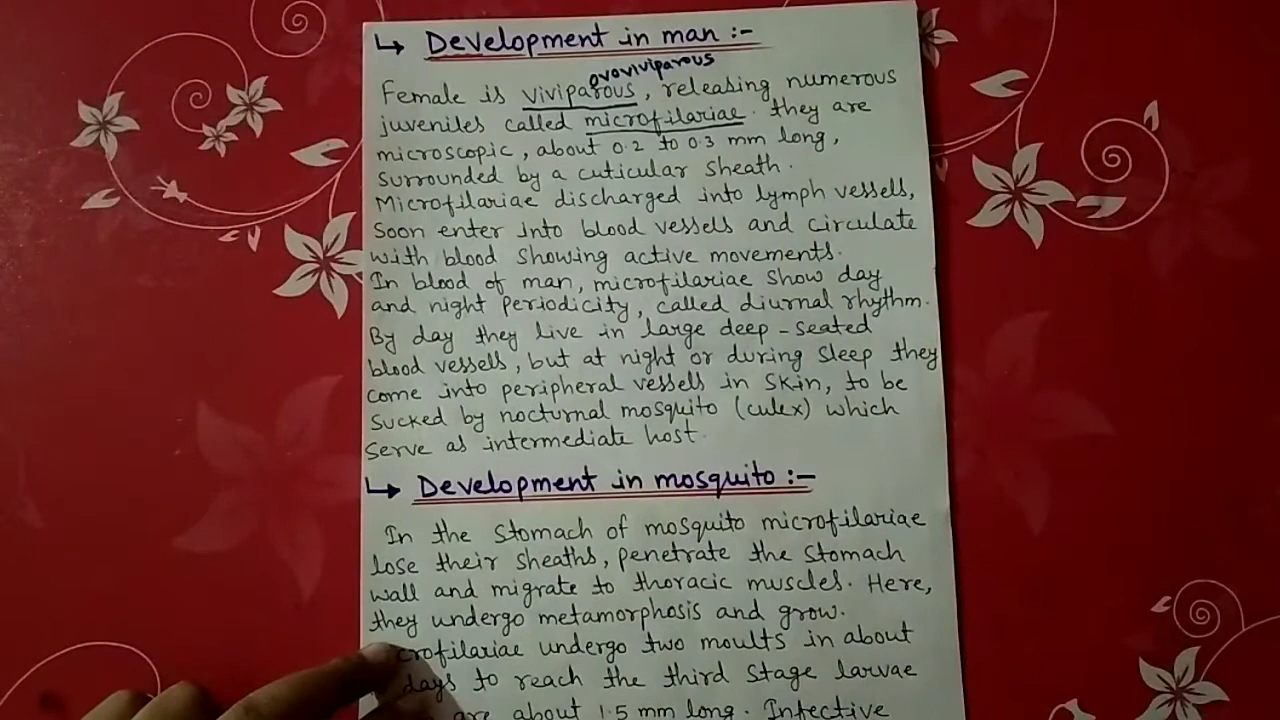 ↳ Development in man :-
ovoviviparous
Female is viviparous, releasing numerous
juveniles called microfilariae. They are
microscopic, about 0.2 to 0.3 mm long,
surrounded by a cuticular sheath.
Microfilariae discharged into lymph vessels,
soon enter into blood vessels and circulate
with blood showing active movements.
In blood of man, microfilariae show day
and night periodicity, called diurnal rhythm.
By day they live in large deep-seated
blood vessels, but at night or during sleep they
come into peripheral vessels in skin, to be
sucked by nocturnal mosquito (culex) which
serve as intermediate host.
↳ Development in mosquito :-
In the stomach of mosquito microfilariae
lose their sheaths, penetrate the stomach
wall and migrate to thoracic muscles. Here,
they undergo metamorphosis and grow.
crofilariae undergo two moults in about
days to reach the third stage larvae
are about 1.5 mm long. Infective